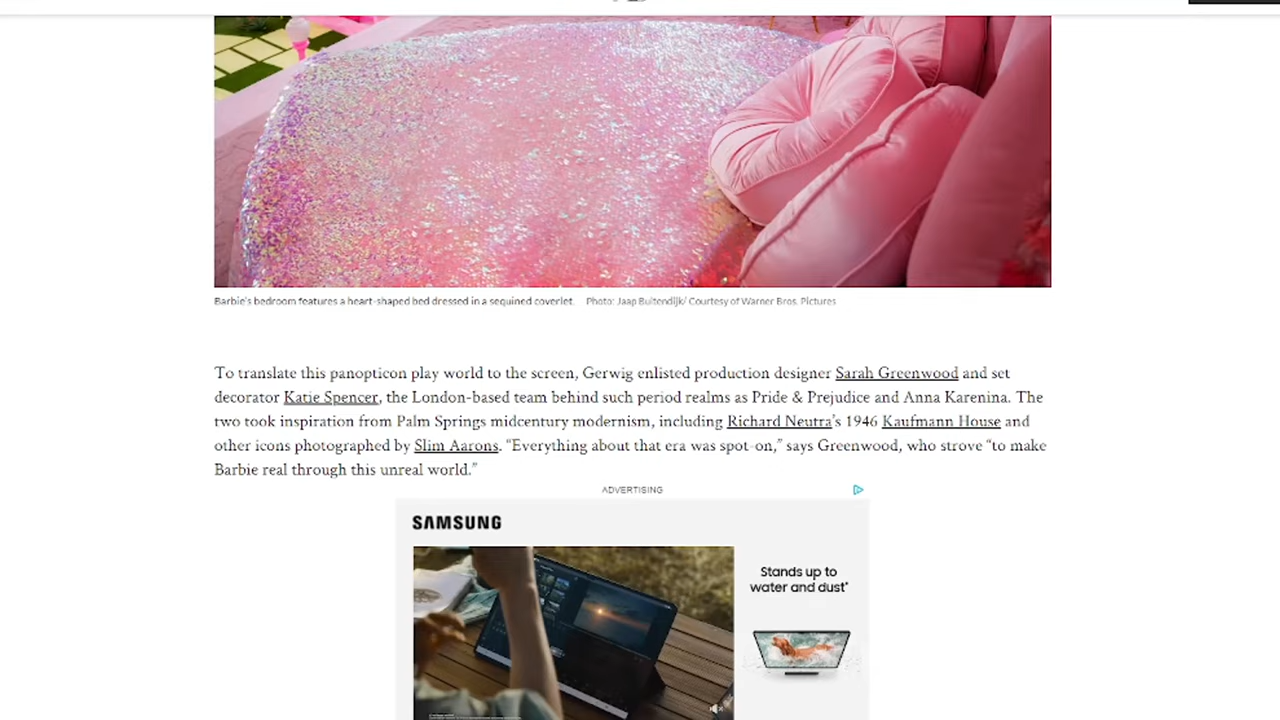 Barbie's bedroom features a heart-shaped bed dressed in a sequined coverlet. Photo: Jaap Buitendijk/ Courtesy of Warner Bros. Pictures
To translate this panopticon play world to the screen, Gerwig enlisted production designer Sarah Greenwood and set
decorator Katie Spencer, the London-based team behind such period realms as Pride & Prejudice and Anna Karenina. The
two took inspiration from Palm Springs midcentury modernism, including Richard Neutra's 1946 Kaufmann House and
other icons photographed by Slim Aarons. “Everything about that era was spot-on,” says Greenwood, who strove “to make
Barbie real through this unreal world.”
ADVERTISING
SAMSUNG
Stands up to
water and dust*